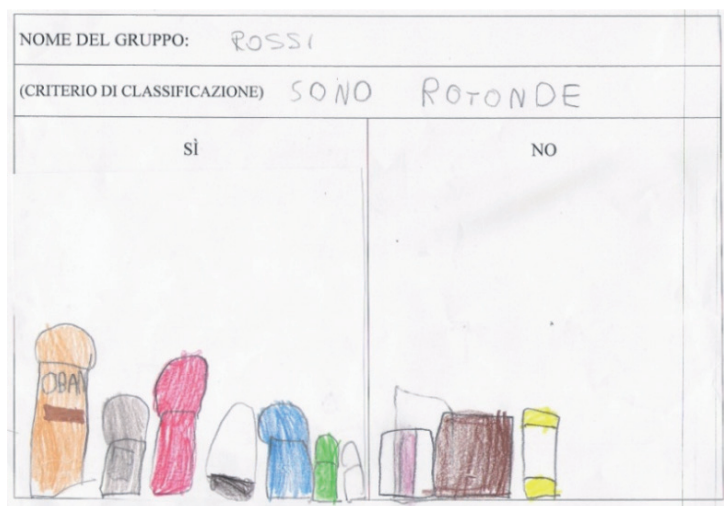 NOME DEL GRUPPO: ROSSI
(CRITERIO DI CLASSIFICAZIONE) SONO ROTONDE
SÌ NO
OBAN